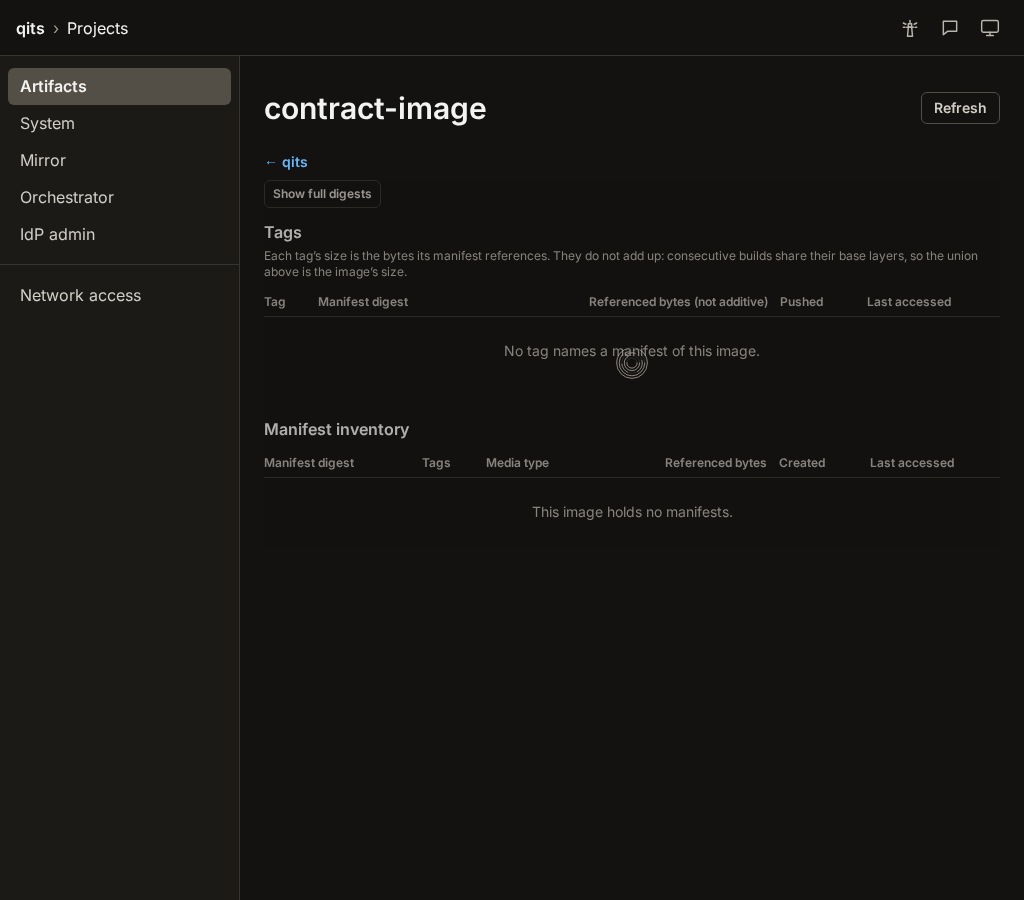 qits › Projects
Artifacts
System
Mirror
Orchestrator
IdP admin
Network access
contract-image
Refresh
← qits
Show full digests
Tags
Each tag’s size is the bytes its manifest references. They do not add up: consecutive builds share their base layers, so the union
above is the image’s size.
Tag Manifest digest Referenced bytes (not additive) Pushed Last accessed
No tag names a manifest of this image.
Manifest inventory
Manifest digest Tags Media type Referenced bytes Created Last accessed
This image holds no manifests.